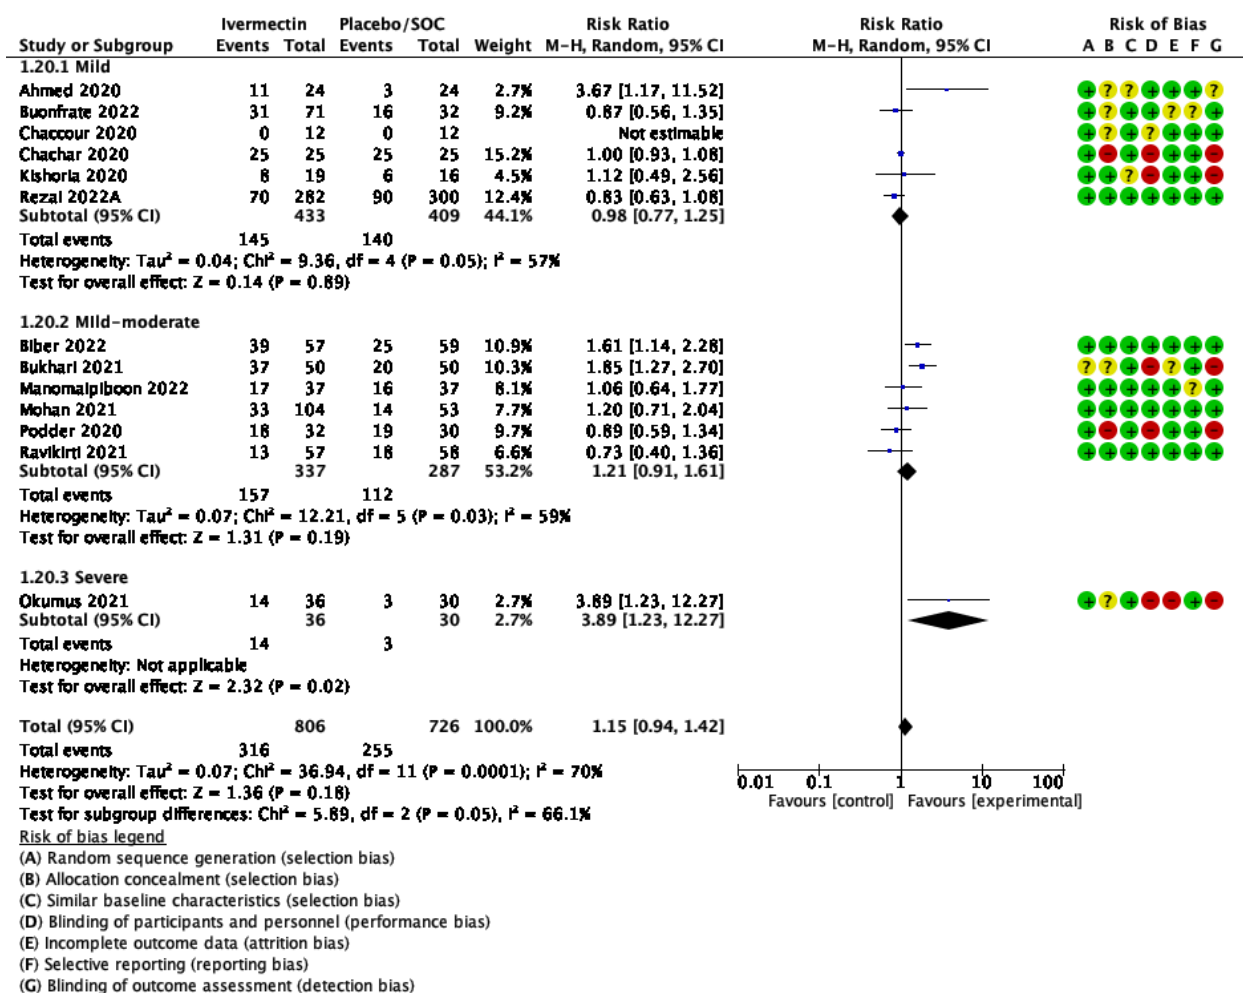 Ivermectin Placebo/SOC Risk Ratio Risk Ratio Risk of Bias
Study or Subgroup Events Total Events Total Weight M-H, Random, 95% CI M-H, Random, 95% CI A B C D E F G
1.20.1 Mild
Ahmed 2020 11 24 3 24 2.7% 3.67 [1.17, 11.52] + ? ? + + + ?
Buonfrate 2022 31 71 16 32 9.2% 0.87 [0.56, 1.35] + ? + + ? ? +
Chaccour 2020 0 12 0 12 Not estimable + ? + ? + + +
Chachar 2020 25 25 25 25 15.2% 1.00 [0.93, 1.08] + - + - + + -
Kishoria 2020 8 19 6 16 4.5% 1.12 [0.49, 2.56] + + ? - + + -
Rezai 2022A 70 282 90 300 12.4% 0.83 [0.63, 1.08] + + + + + + +
Subtotal (95% CI) 433 409 44.1% 0.98 [0.77, 1.25]
Total events 145 140
Heterogeneity: Tau² = 0.04; Chi² = 9.36, df = 4 (P = 0.05); I² = 57%
Test for overall effect: Z = 0.14 (P = 0.89)
1.20.2 Mild-moderate
Biber 2022 39 57 25 59 10.9% 1.61 [1.14, 2.28] + + + + + + +
Bukhari 2021 37 50 20 50 10.3% 1.85 [1.27, 2.70] ? ? + - ? + -
Manomaipiboon 2022 17 37 16 37 8.1% 1.06 [0.64, 1.77] + + + + + ? +
Mohan 2021 33 104 14 53 7.7% 1.20 [0.71, 2.04] + + + + + + +
Podder 2020 18 32 19 30 9.7% 0.89 [0.59, 1.34] + - + - + + -
Ravikirti 2021 13 57 18 58 6.6% 0.73 [0.40, 1.36] + + + + + + +
Subtotal (95% CI) 337 287 53.2% 1.21 [0.91, 1.61]
Total events 157 112
Heterogeneity: Tau² = 0.07; Chi² = 12.21, df = 5 (P = 0.03); I² = 59%
Test for overall effect: Z = 1.31 (P = 0.19)
1.20.3 Severe
Okumus 2021 14 36 3 30 2.7% 3.89 [1.23, 12.27] + ? + - - + -
Subtotal (95% CI) 36 30 2.7% 3.89 [1.23, 12.27]
Total events 14 3
Heterogeneity: Not applicable
Test for overall effect: Z = 2.32 (P = 0.02)
Total (95% CI) 806 726 100.0% 1.15 [0.94, 1.42]
Total events 316 255
Heterogeneity: Tau² = 0.07; Chi² = 36.94, df = 11 (P = 0.0001); I² = 70%
0.01 0.1 1 10 100
Test for overall effect: Z = 1.36 (P = 0.18)
Favours [control] Favours [experimental]
Test for subgroup differences: Chi² = 5.89, df = 2 (P = 0.05), I² = 66.1%
Risk of bias legend
(A) Random sequence generation (selection bias)
(B) Allocation concealment (selection bias)
(C) Similar baseline characteristics (selection bias)
(D) Blinding of participants and personnel (performance bias)
(E) Incomplete outcome data (attrition bias)
(F) Selective reporting (reporting bias)
(G) Blinding of outcome assessment (detection bias)